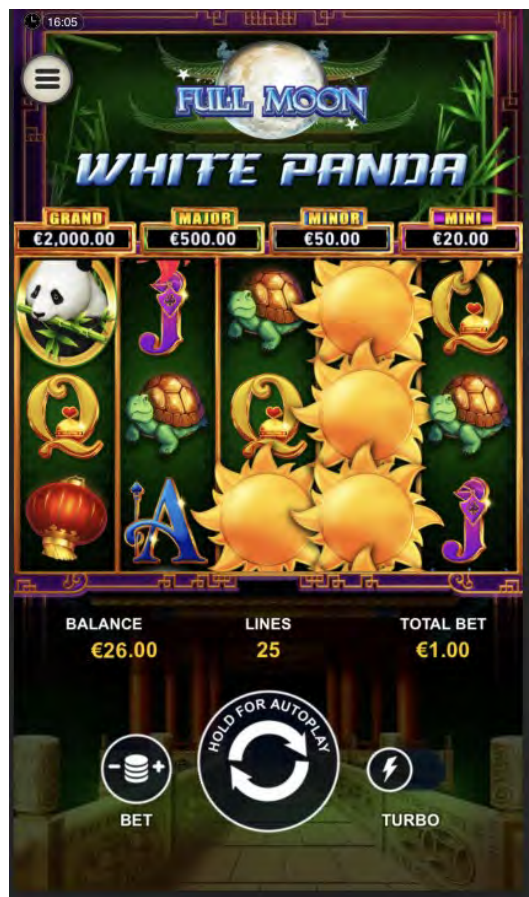 16:05
FULL MOON
WHITE PANDA
GRAND MAJOR MINOR MINI
€2,000.00 €500.00 €50.00 €20.00
J Q
Q Q
A J
BALANCE LINES TOTAL BET
€26.00 25 €1.00
HOLD FOR AUTOPLAY
BET TURBO